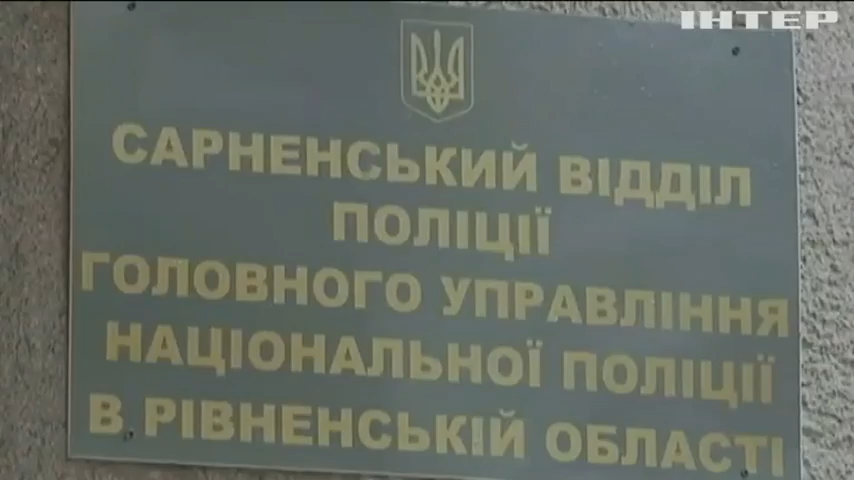 ІНТЕР
САРНЕНСЬКИЙ ВІДДІЛ
ПОЛІЦІЇ
ГОЛОВНОГО УПРАВЛІННЯ
НАЦІОНАЛЬНОЇ ПОЛІЦІЇ
В РІВНЕНСЬКІЙ ОБЛАСТІ